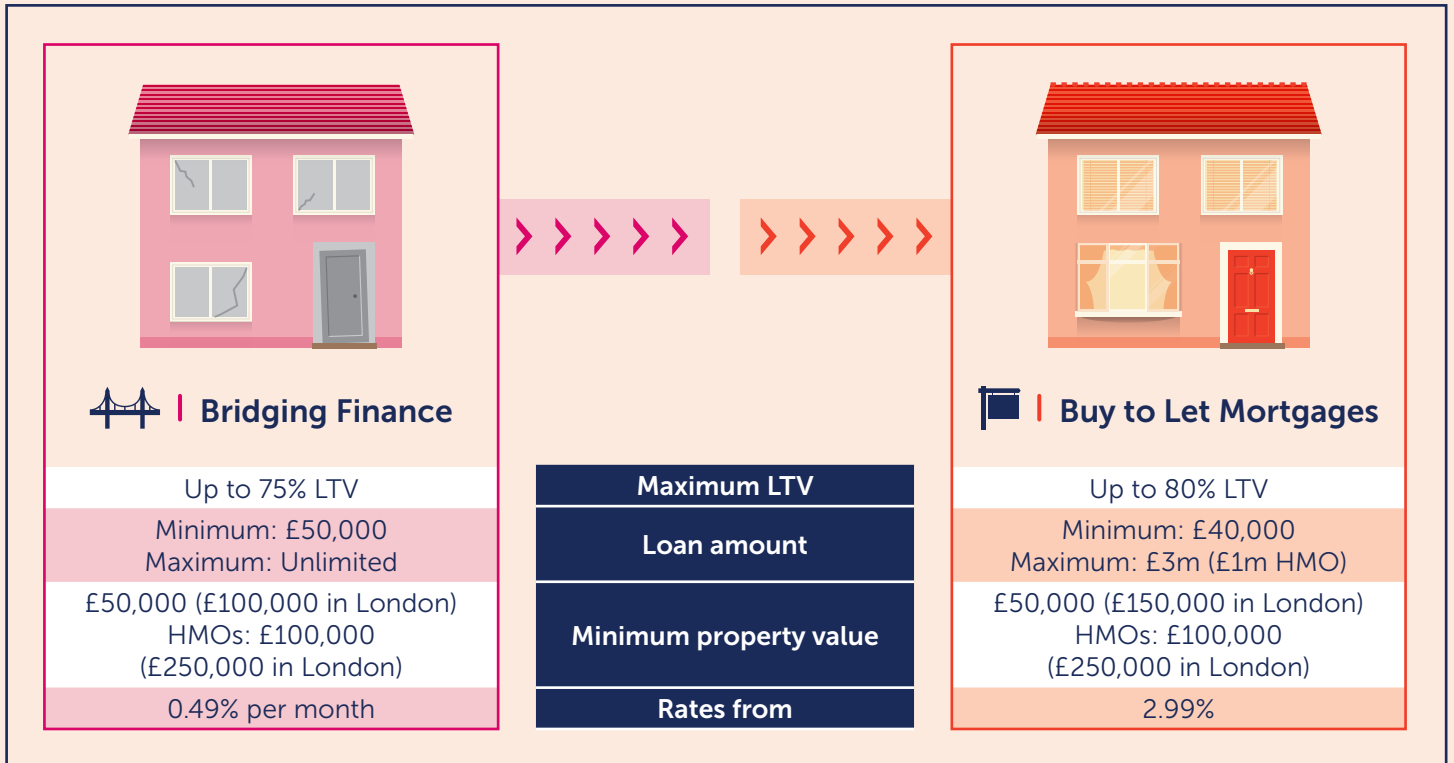 Bridging Finance
Up to 75% LTV
Minimum: £50,000
Maximum: Unlimited
£50,000 (£100,000 in London)
HMOs: £100,000
(£250,000 in London)
0.49% per month
Maximum LTV
Loan amount
Minimum property value
Rates from
Buy to Let Mortgages
Up to 80% LTV
Minimum: £40,000
Maximum: £3m (£1m HMO)
£50,000 (£150,000 in London)
HMOs: £100,000
(£250,000 in London)
2.99%